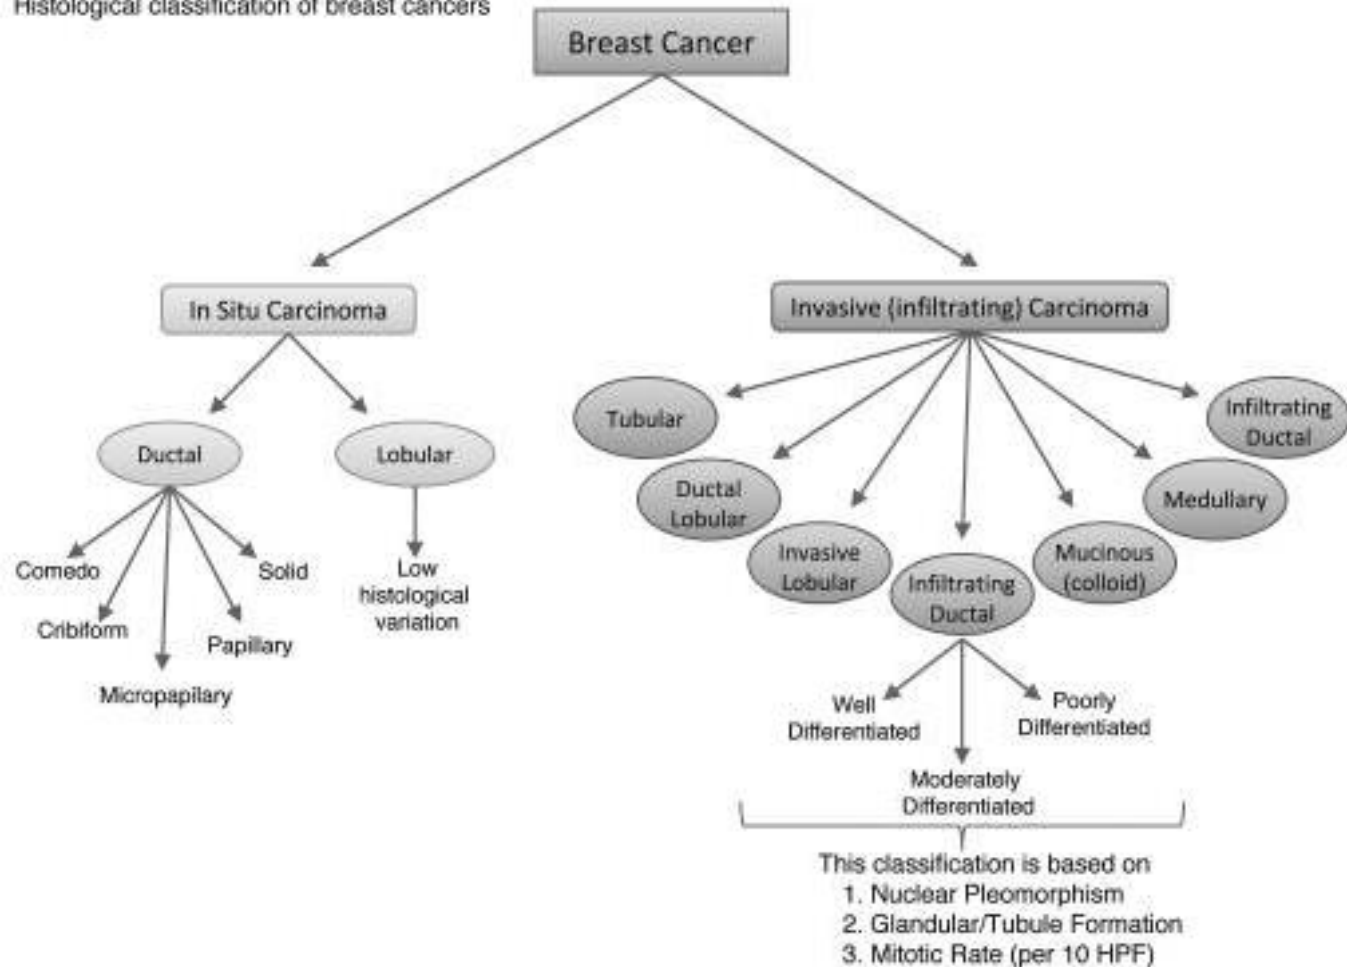 Histological classification of breast cancers
Breast Cancer
In Situ Carcinoma
Invasive (infiltrating) Carcinoma
Ductal
Lobular
Comedo
Cribiform
Micropapilary
Papillary
Solid
Low
histological
variation
Tubular
Ductal
Lobular
Invasive
Lobular
Infiltrating
Ductal
Mucinous
(colloid)
Medullary
Infiltrating
Ductal
Well
Differentiated
Moderately
Differentiated
Poorly
Differentiated
This classification is based on
1. Nuclear Pleomorphism
2. Glandular/Tubule Formation
3. Mitotic Rate (per 10 HPF)